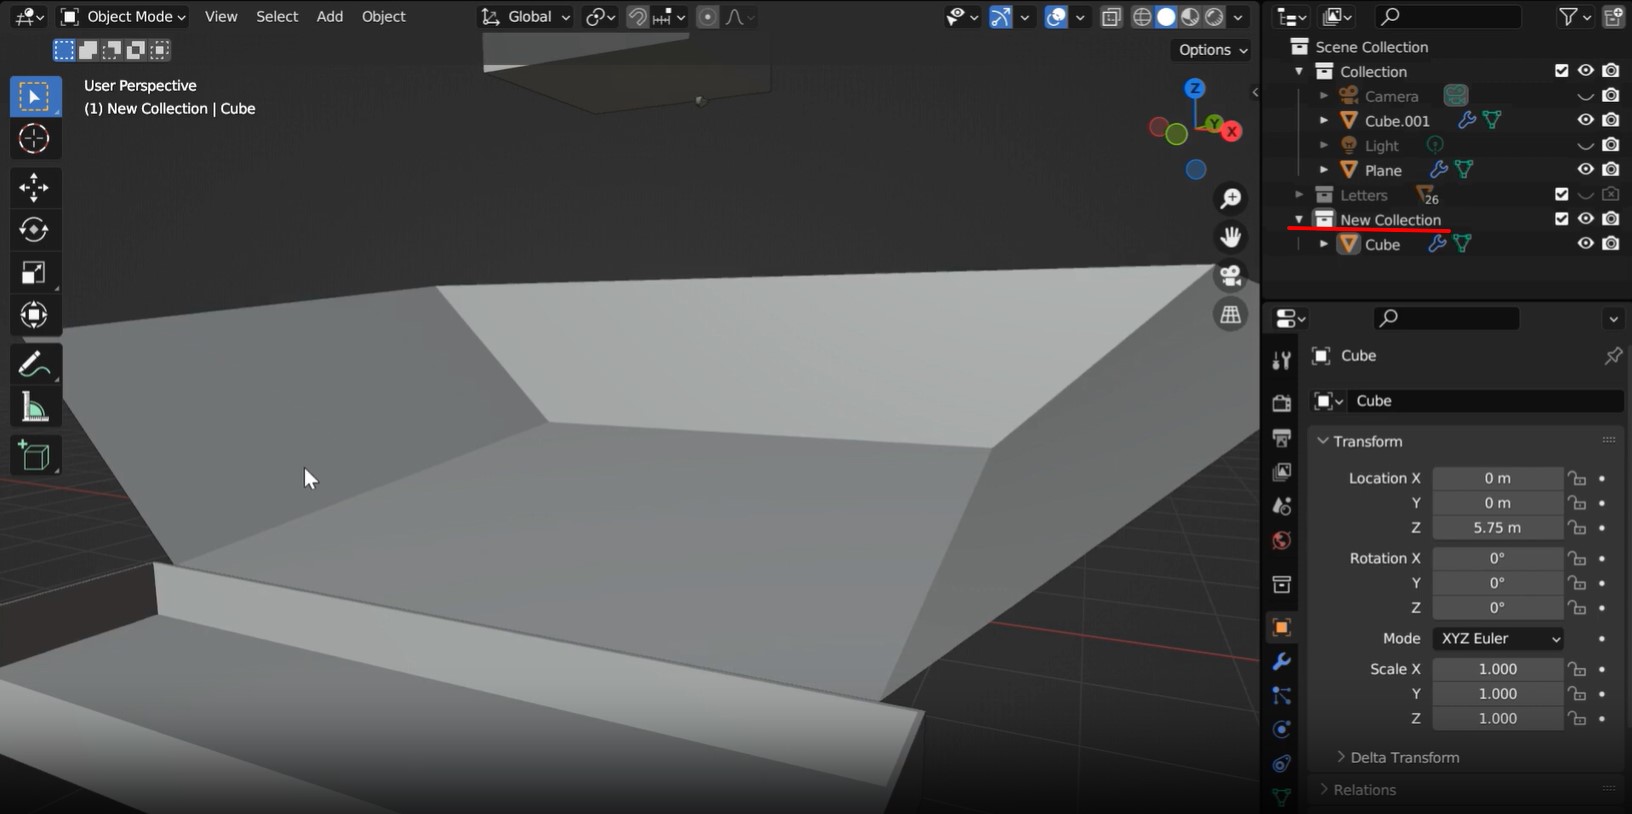 Object Mode View Select Add Object Global
Options
User Perspective
(1) New Collection | Cube
Z
Y
X
Scene Collection
Collection
Camera
Cube.001
Light
Plane
Letters 26
New Collection
Cube
Cube
Cube
Transform
Location X 0 m
Y 0 m
Z 5.75 m
Rotation X 0°
Y 0°
Z 0°
Mode XYZ Euler
Scale X 1.000
Y 1.000
Z 1.000
Delta Transform
Relations